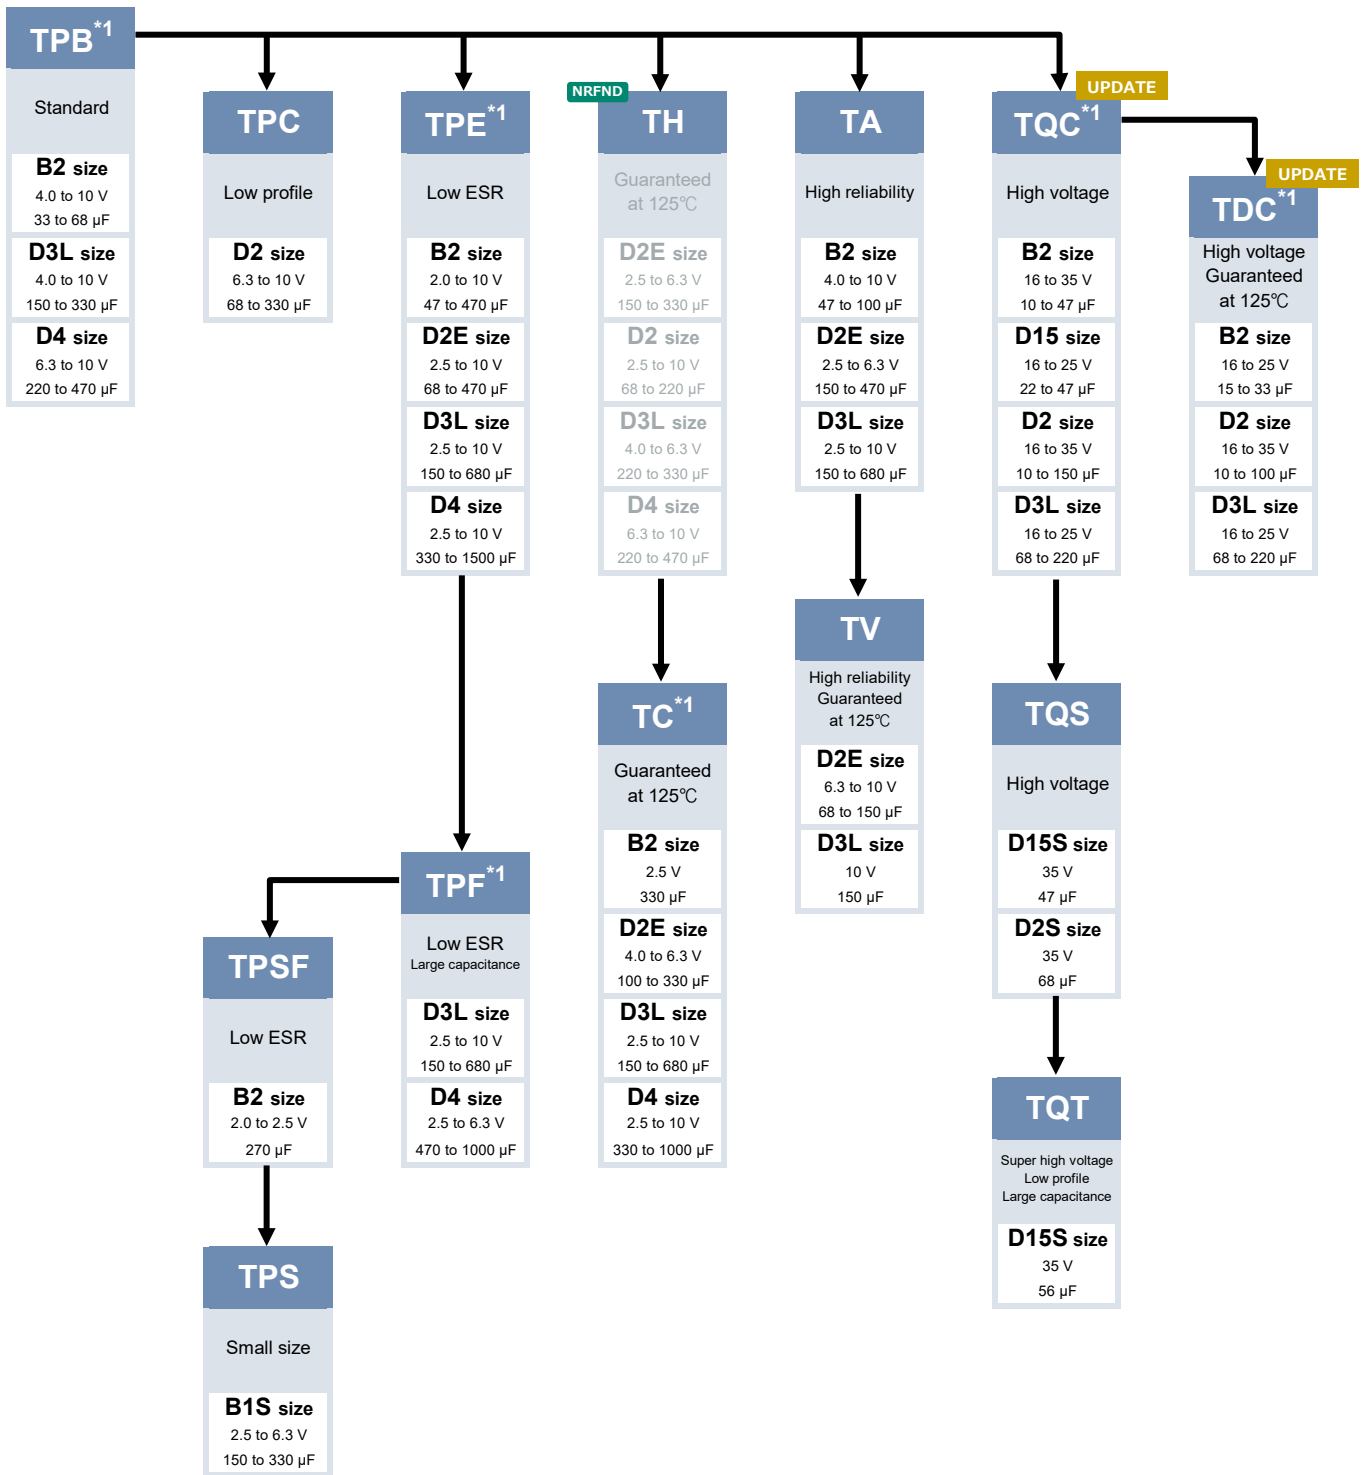 TPB*1
Standard
B2 size
4.0 to 10 V
33 to 68 µF
D3L size
4.0 to 10 V
150 to 330 µF
D4 size
6.3 to 10 V
220 to 470 µF
TPC
Low profile
D2 size
6.3 to 10 V
68 to 330 µF
TPE*1
Low ESR
B2 size
2.0 to 10 V
47 to 470 µF
D2E size
2.5 to 10 V
68 to 470 µF
D3L size
2.5 to 10 V
150 to 680 µF
D4 size
2.5 to 10 V
330 to 1500 µF
NRFND
TH
Guaranteed
at 125℃
D2E size
2.5 to 6.3 V
150 to 330 µF
D2 size
2.5 to 10 V
68 to 220 µF
D3L size
4.0 to 6.3 V
220 to 330 µF
D4 size
6.3 to 10 V
220 to 470 µF
TA
High reliability
B2 size
4.0 to 10 V
47 to 100 µF
D2E size
2.5 to 6.3 V
150 to 470 µF
D3L size
2.5 to 10 V
150 to 680 µF
UPDATE
TQC*1
High voltage
B2 size
16 to 35 V
10 to 47 µF
D15 size
16 to 25 V
22 to 47 µF
D2 size
16 to 35 V
10 to 150 µF
D3L size
16 to 25 V
68 to 220 µF
UPDATE
TDC*1
High voltage
Guaranteed
at 125℃
B2 size
16 to 25 V
15 to 33 µF
D2 size
16 to 35 V
10 to 100 µF
D3L size
16 to 25 V
68 to 220 µF
TV
High reliability
Guaranteed
at 125℃
D2E size
6.3 to 10 V
68 to 150 µF
D3L size
10 V
150 µF
TC*1
Guaranteed
at 125℃
B2 size
2.5 V
330 µF
D2E size
4.0 to 6.3 V
100 to 330 µF
D3L size
2.5 to 10 V
150 to 680 µF
D4 size
2.5 to 10 V
330 to 1000 µF
TQS
High voltage
D15S size
35 V
47 µF
D2S size
35 V
68 µF
TPF*1
Low ESR
Large capacitance
D3L size
2.5 to 10 V
150 to 680 µF
D4 size
2.5 to 6.3 V
470 to 1000 µF
TPSF
Low ESR
B2 size
2.0 to 2.5 V
270 µF
TQT
Super high voltage
Low profile
Large capacitance
D15S size
35 V
56 µF
TPS
Small size
B1S size
2.5 to 6.3 V
150 to 330 µF